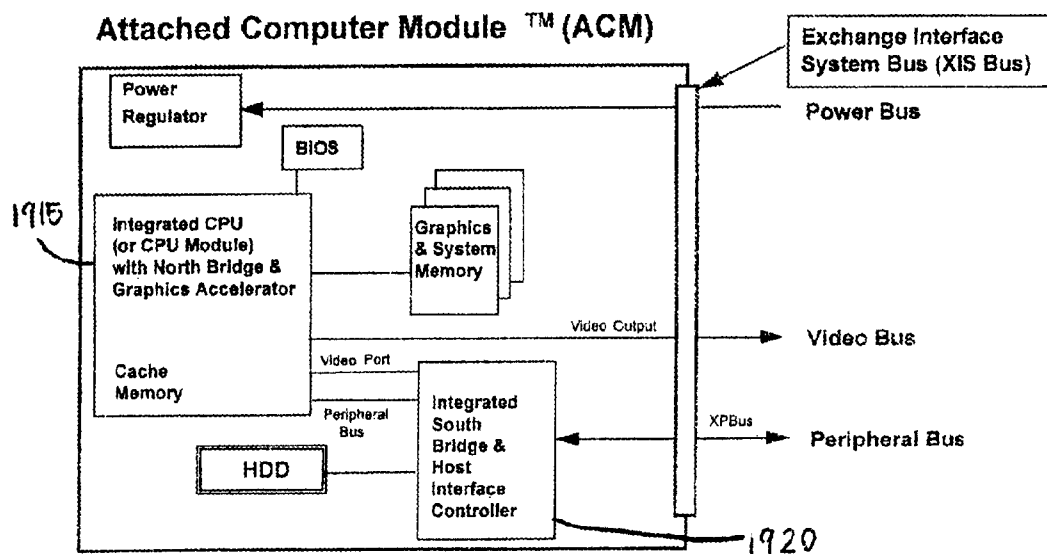 Attached Computer Module ™ (ACM)
Exchange Interface
System Bus (XIS Bus)
Power
Regulator
Power Bus
BIOS
1915
Integrated CPU
(or CPU Module)
with North Bridge &
Graphics Accelerator
Cache
Memory
Graphics
& System
Memory
Video Output
Video Bus
Video Port
Peripheral
Bus
Integrated
South
Bridge &
Host
Interface
Controller
XPBus
Peripheral Bus
HDD
1920